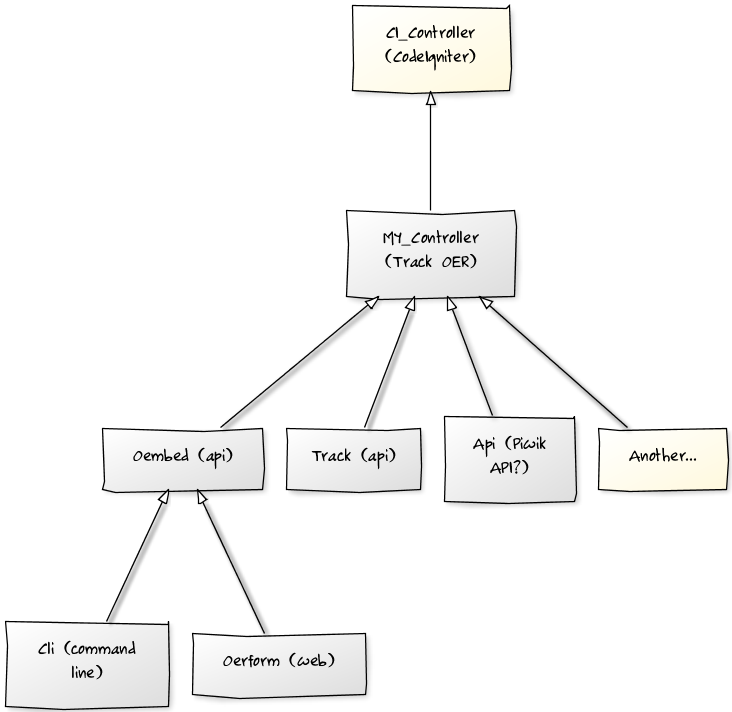 CI_Controller
(CodeIgniter)
MY_Controller
(Track OER)
Oembed (api)
Track (api)
Api (Piwik
API?)
Another...
Cli (command
line)
Oerform (web)